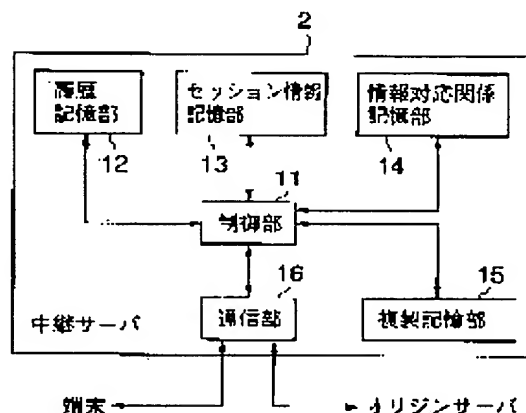 2
履歴
記憶部
12
セッション情報
記憶部
13
情報対応関係
記憶部
14
11
制御部
16
通信部
15
複製記憶部
中継サーバ
端末
オリジンサーバ